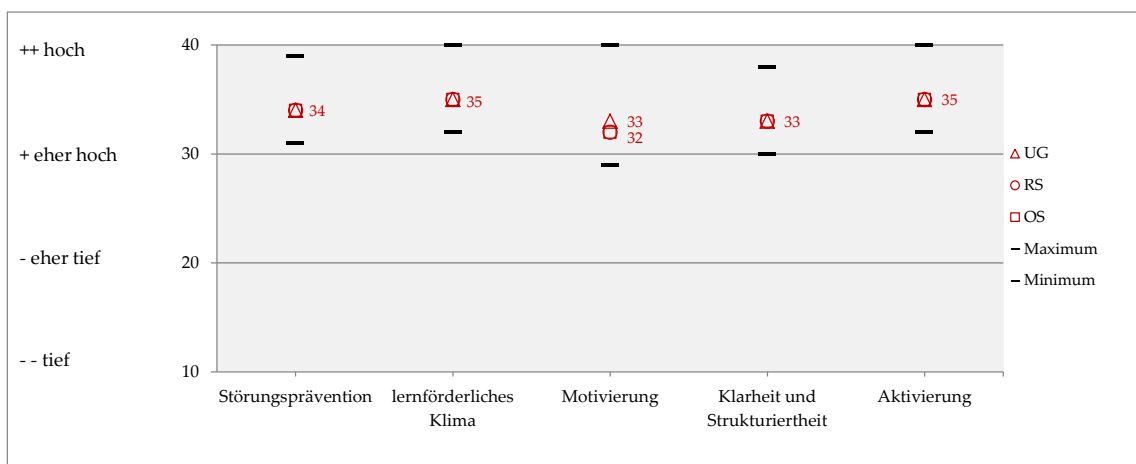 ++ hoch
+ eher hoch
- eher tief
- - tief
40
30
20
10
34
35
33
32
33
35
Störungsprävention
lernförderliches
Klima
Motivierung
Klarheit und
Strukturiertheit
Aktivierung
UG
RS
OS
Maximum
Minimum